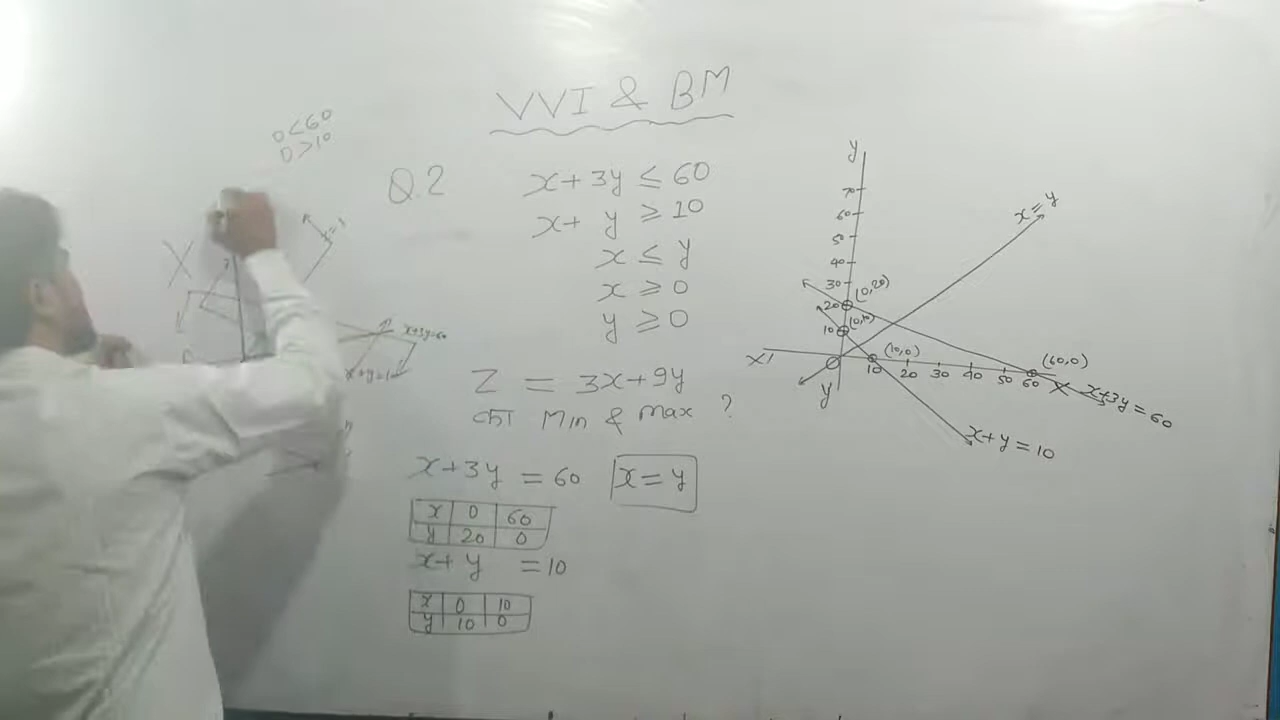 VVI & BM
0<60
0>10
Q.2
x+3y ≤ 60
x+ y ≥ 10
x ≤ y
x ≥ 0
y ≥ 0
Z = 3x+9y
का Min & Max ?
x+3y = 60
x=y
x 0 60
y 20 0
x+ y = 10
x 0 10
y 10 0
x+3y=60
y
70
60
50
40
30
20
10
(0,20)
(0,10)
x=y
(10,0)
(60,0)
X'
10 20 30 40 50 60 X
x+3y=60
y'
x+y=10